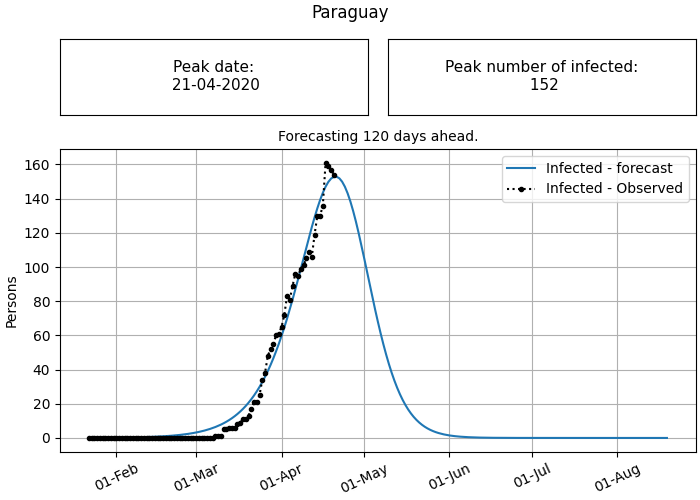 Paraguay
Peak date:
21-04-2020
Peak number of infected:
152
Forecasting 120 days ahead.
Infected - forecast
Infected - Observed
Persons
160
140
120
100
80
60
40
20
0
01-Feb
01-Mar
01-Apr
01-May
01-Jun
01-Jul
01-Aug